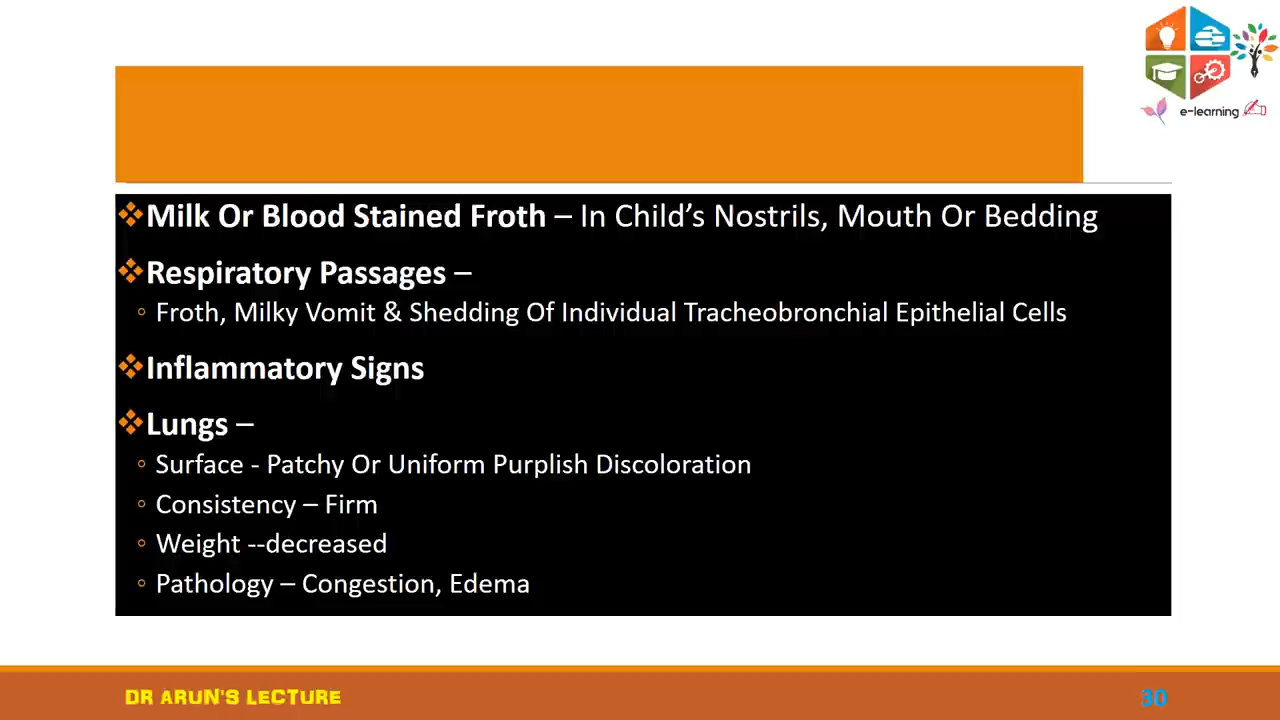 e-learning
❖Milk Or Blood Stained Froth – In Child's Nostrils, Mouth Or Bedding
❖Respiratory Passages –
◦ Froth, Milky Vomit & Shedding Of Individual Tracheobronchial Epithelial Cells
❖Inflammatory Signs
❖Lungs –
◦ Surface - Patchy Or Uniform Purplish Discoloration
◦ Consistency – Firm
◦ Weight --decreased
◦ Pathology – Congestion, Edema
DR ARUN'S LECTURE
30